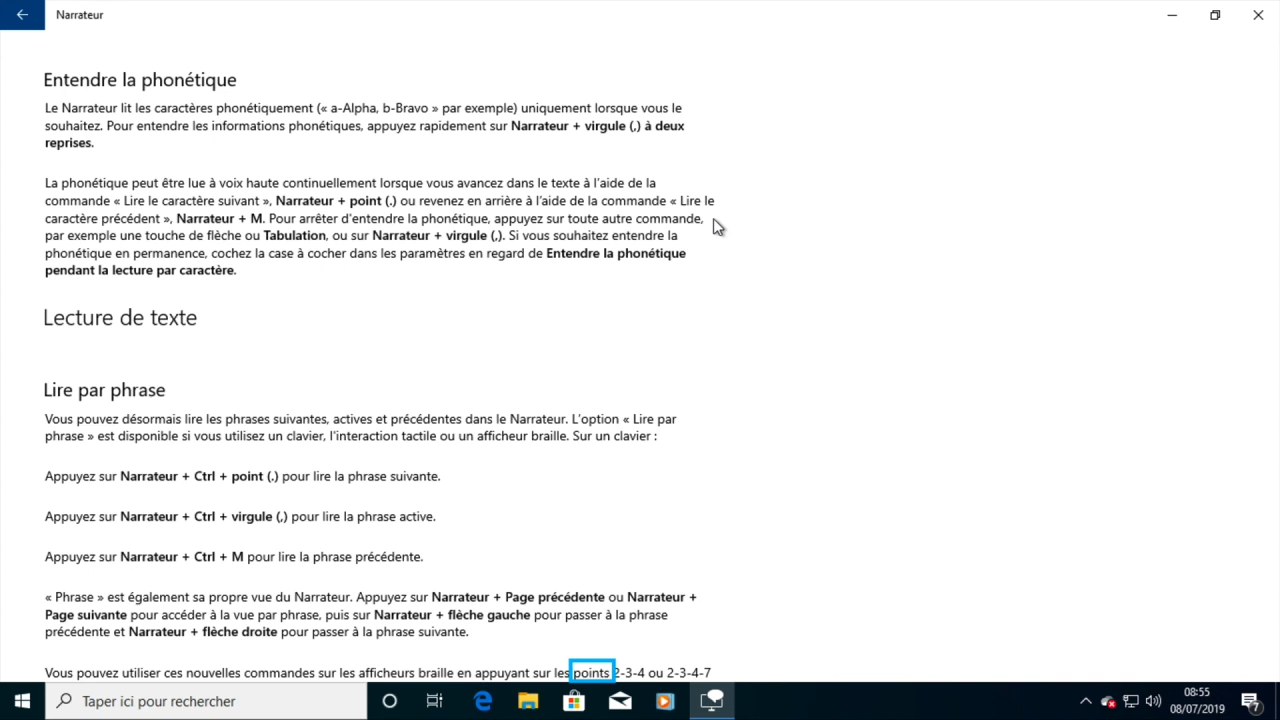 Narrateur
Entendre la phonétique
Le Narrateur lit les caractères phonétiquement (« a-Alpha, b-Bravo » par exemple) uniquement lorsque vous le
souhaitez. Pour entendre les informations phonétiques, appuyez rapidement sur Narrateur + virgule (,) à deux
reprises.
La phonétique peut être lue à voix haute continuellement lorsque vous avancez dans le texte à l'aide de la
commande « Lire le caractère suivant », Narrateur + point (.) ou revenez en arrière à l'aide de la commande « Lire le
caractère précédent », Narrateur + M. Pour arrêter d'entendre la phonétique, appuyez sur toute autre commande,
par exemple une touche de flèche ou Tabulation, ou sur Narrateur + virgule (,). Si vous souhaitez entendre la
phonétique en permanence, cochez la case à cocher dans les paramètres en regard de Entendre la phonétique
pendant la lecture par caractère.
Lecture de texte
Lire par phrase
Vous pouvez désormais lire les phrases suivantes, actives et précédentes dans le Narrateur. L'option « Lire par
phrase » est disponible si vous utilisez un clavier, l'interaction tactile ou un afficheur braille. Sur un clavier :
Appuyez sur Narrateur + Ctrl + point (.) pour lire la phrase suivante.
Appuyez sur Narrateur + Ctrl + virgule (,) pour lire la phrase active.
Appuyez sur Narrateur + Ctrl + M pour lire la phrase précédente.
« Phrase » est également sa propre vue du Narrateur. Appuyez sur Narrateur + Page précédente ou Narrateur +
Page suivante pour accéder à la vue par phrase, puis sur Narrateur + flèche gauche pour passer à la phrase
précédente et Narrateur + flèche droite pour passer à la phrase suivante.
Vous pouvez utiliser ces nouvelles commandes sur les afficheurs braille en appuyant sur les points 2-3-4 ou 2-3-4-7
Taper ici pour rechercher
08:55
08/07/2019
7